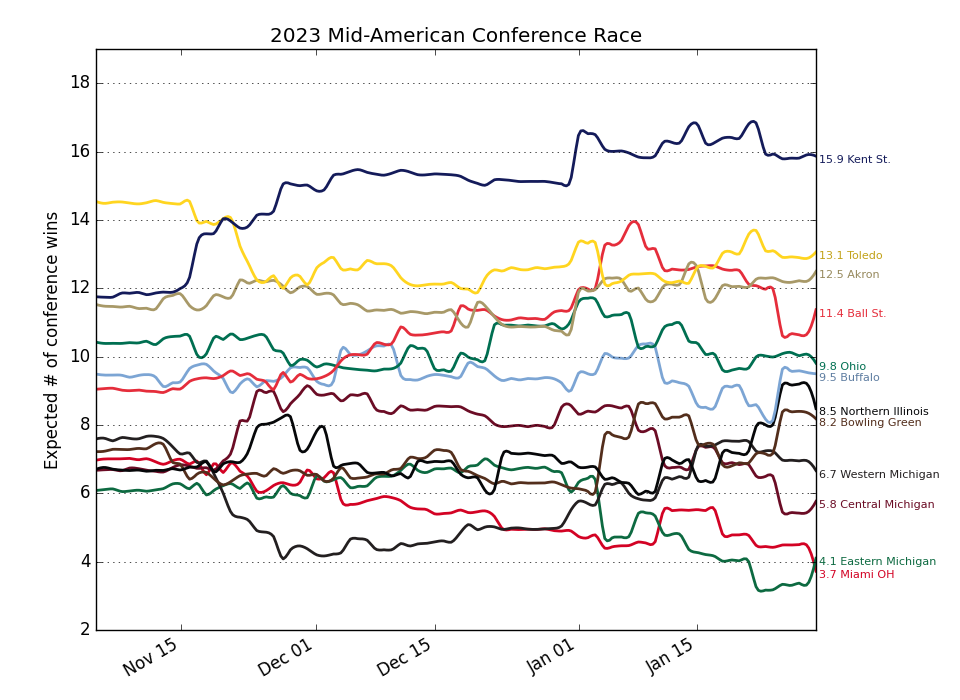 2023 Mid-American Conference Race
Expected # of conference wins
18
16
14
12
10
8
6
4
2
Nov 15
Dec 01
Dec 15
Jan 01
Jan 15
15.9 Kent St.
13.1 Toledo
12.5 Akron
11.4 Ball St.
9.8 Ohio
9.5 Buffalo
8.5 Northern Illinois
8.2 Bowling Green
6.7 Western Michigan
5.8 Central Michigan
4.1 Eastern Michigan
3.7 Miami OH